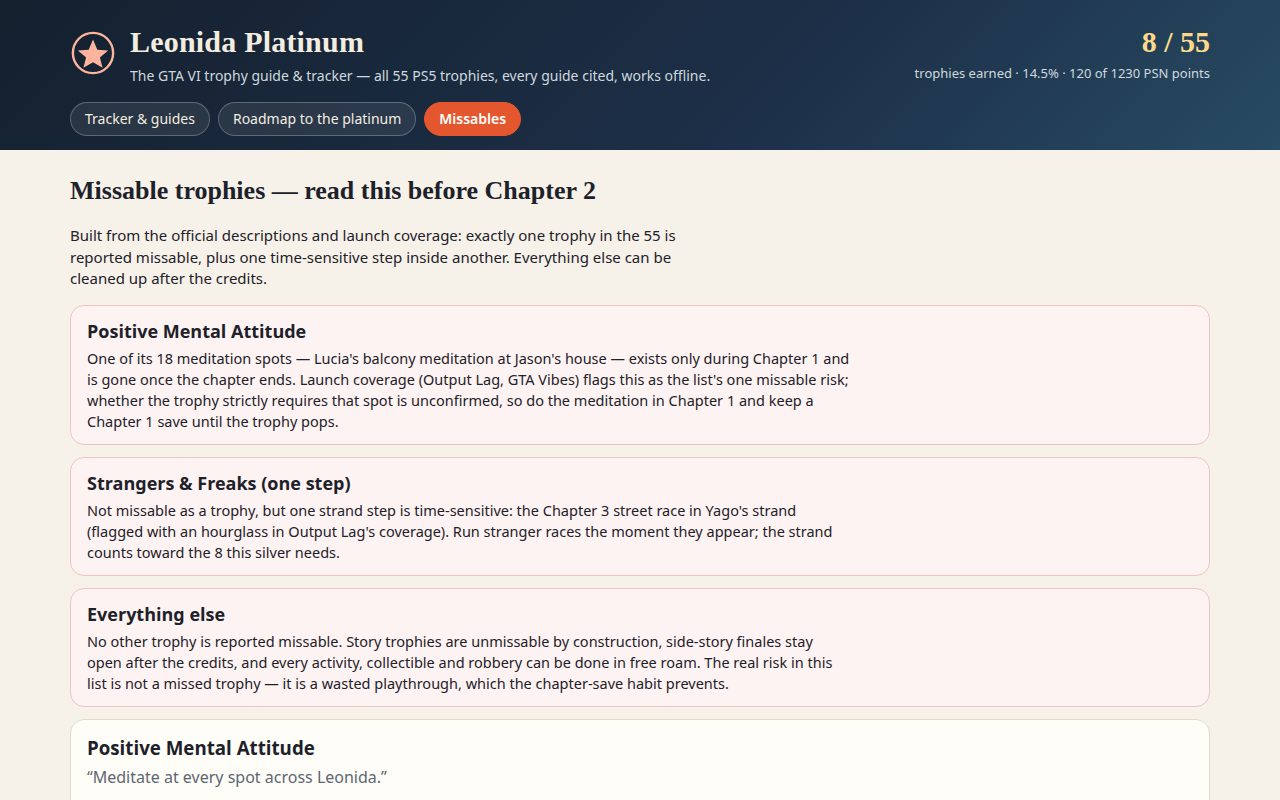 Leonida Platinum
The GTA VI trophy guide & tracker — all 55 PS5 trophies, every guide cited, works offline.
8 / 55
trophies earned · 14.5% · 120 of 1230 PSN points
Tracker & guides
Roadmap to the platinum
Missables
Missable trophies — read this before Chapter 2
Built from the official descriptions and launch coverage: exactly one trophy in the 55 is
reported missable, plus one time-sensitive step inside another. Everything else can be
cleaned up after the credits.
Positive Mental Attitude
One of its 18 meditation spots — Lucia's balcony meditation at Jason's house — exists only during Chapter 1 and
is gone once the chapter ends. Launch coverage (Output Lag, GTA Vibes) flags this as the list's one missable risk;
whether the trophy strictly requires that spot is unconfirmed, so do the meditation in Chapter 1 and keep a
Chapter 1 save until the trophy pops.
Strangers & Freaks (one step)
Not missable as a trophy, but one strand step is time-sensitive: the Chapter 3 street race in Yago's strand
(flagged with an hourglass in Output Lag's coverage). Run stranger races the moment they appear; the strand
counts toward the 8 this silver needs.
Everything else
No other trophy is reported missable. Story trophies are unmissable by construction, side-story finales stay
open after the credits, and every activity, collectible and robbery can be done in free roam. The real risk in this
list is not a missed trophy — it is a wasted playthrough, which the chapter-save habit prevents.
Positive Mental Attitude
“Meditate at every spot across Leonida.”